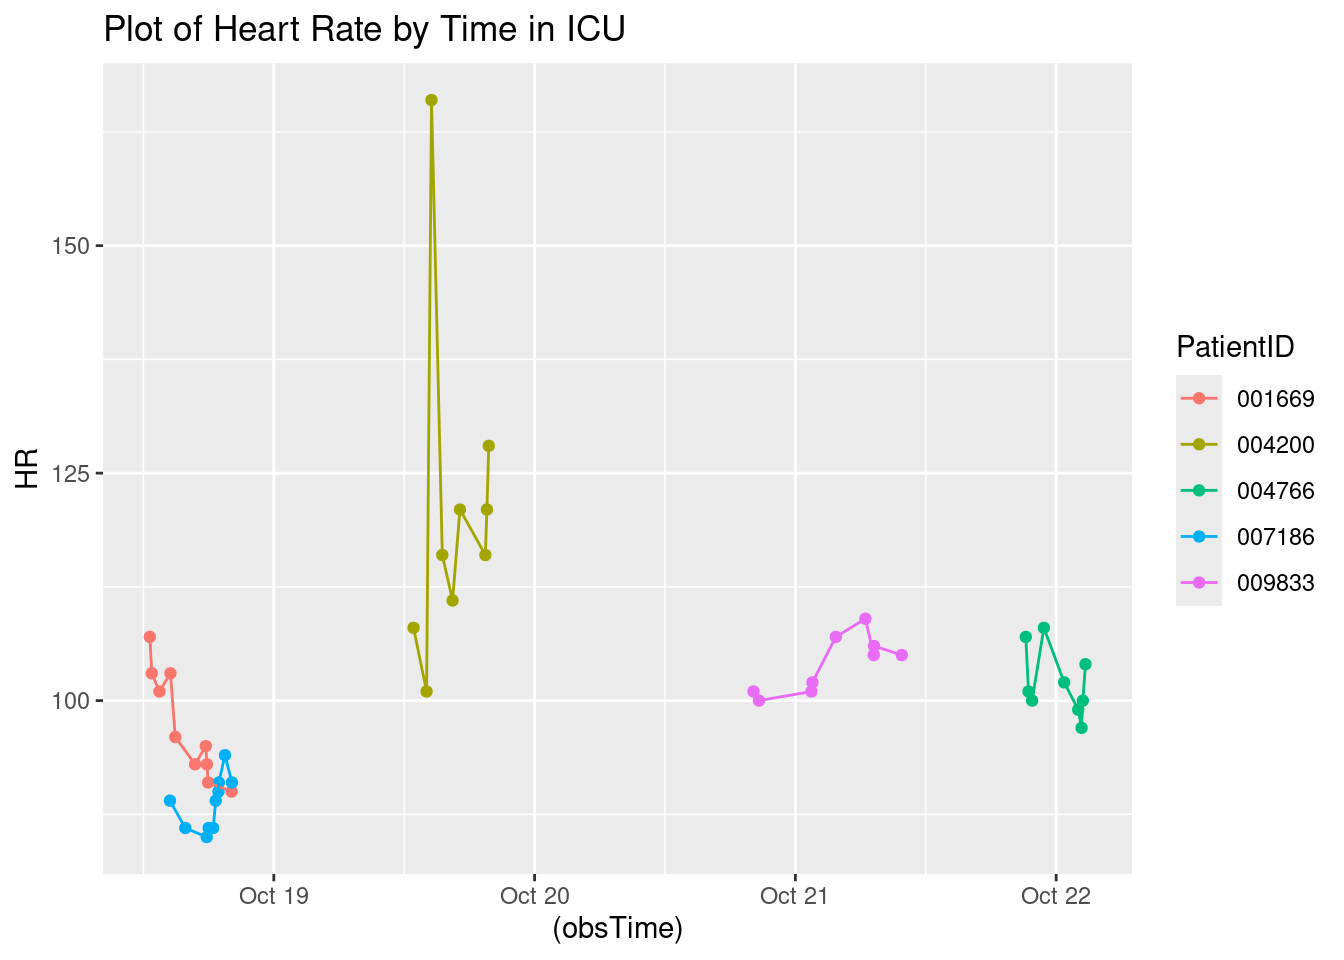 Plot of Heart Rate by Time in ICU
HR
150
125
100
Oct 19
Oct 20
Oct 21
Oct 22
(obsTime)
PatientID
001669
004200
004766
007186
009833